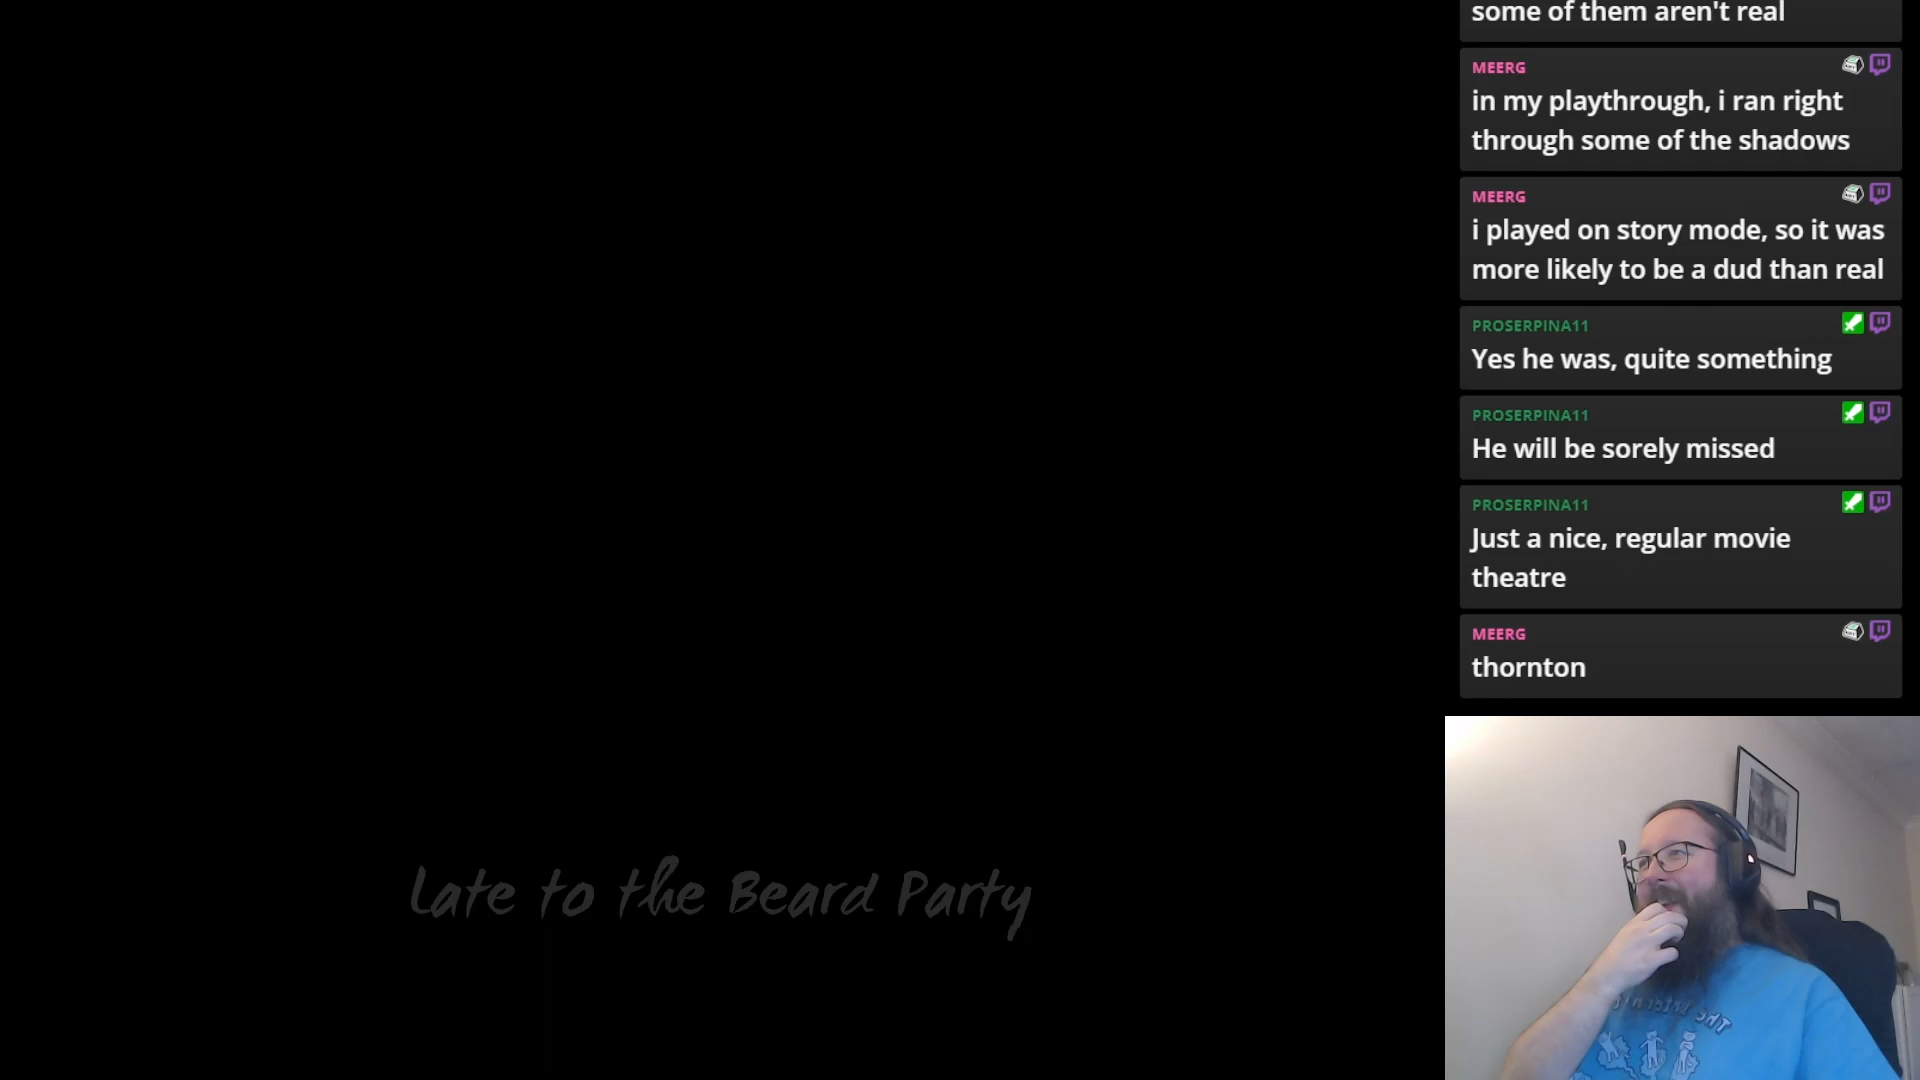 some of them aren't real
MEERG
in my playthrough, i ran right
through some of the shadows
MEERG
i played on story mode, so it was
more likely to be a dud than real
PROSERPINA11
Yes he was, quite something
PROSERPINA11
He will be sorely missed
PROSERPINA11
Just a nice, regular movie
theatre
MEERG
thornton
Late to the Beard Party
The Internet